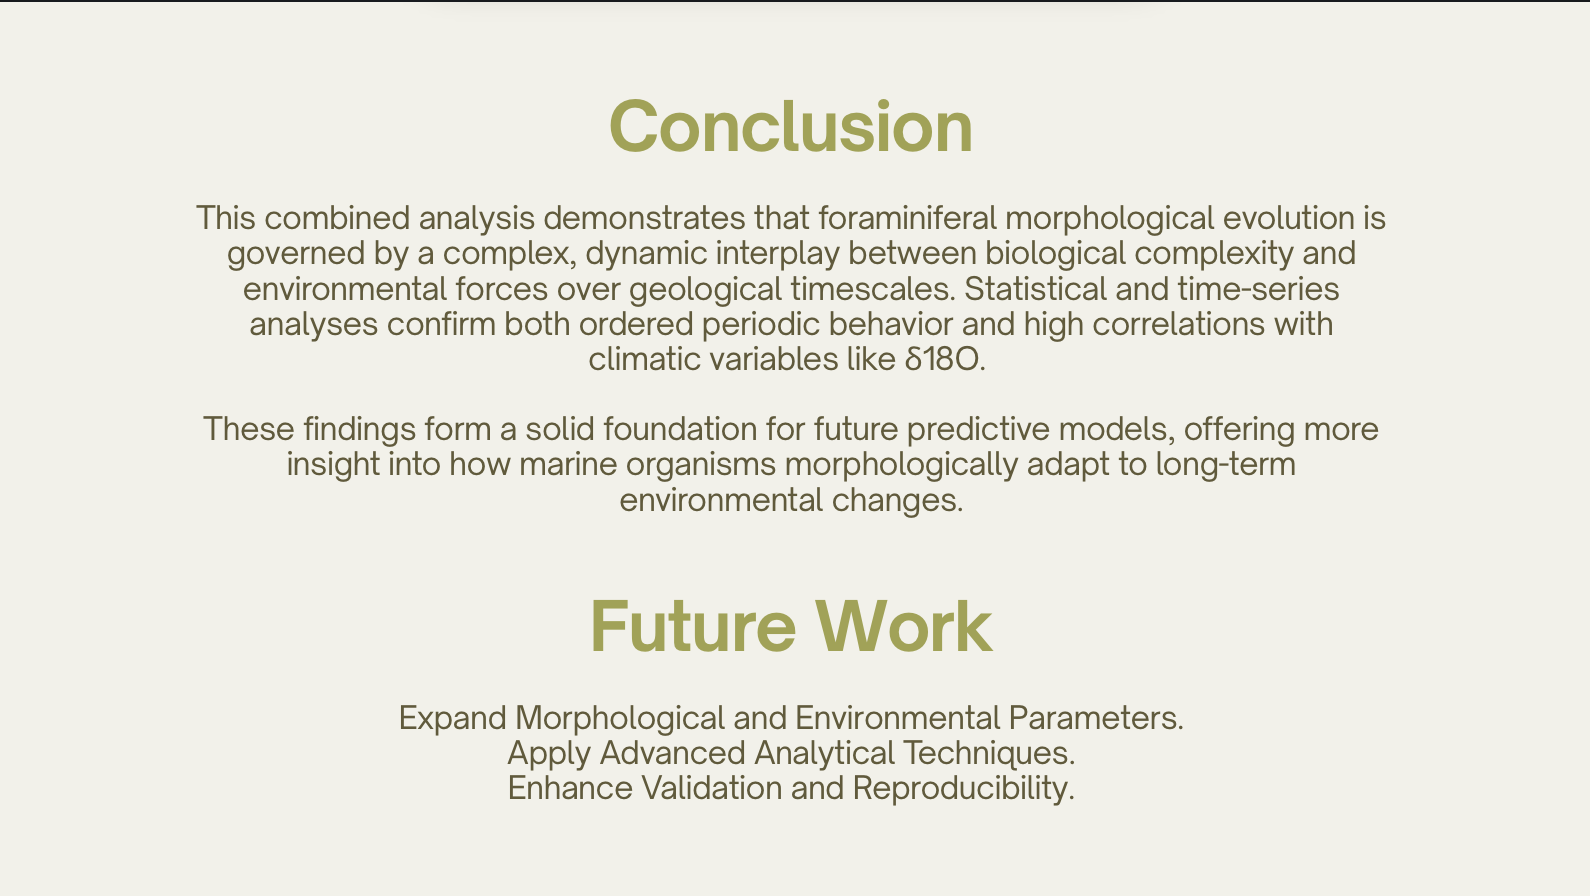 Conclusion
This combined analysis demonstrates that foraminiferal morphological evolution is
governed by a complex, dynamic interplay between biological complexity and
environmental forces over geological timescales. Statistical and time-series
analyses confirm both ordered periodic behavior and high correlations with
climatic variables like δ18O.
These findings form a solid foundation for future predictive models, offering more
insight into how marine organisms morphologically adapt to long-term
environmental changes.
Future Work
Expand Morphological and Environmental Parameters.
Apply Advanced Analytical Techniques.
Enhance Validation and Reproducibility.